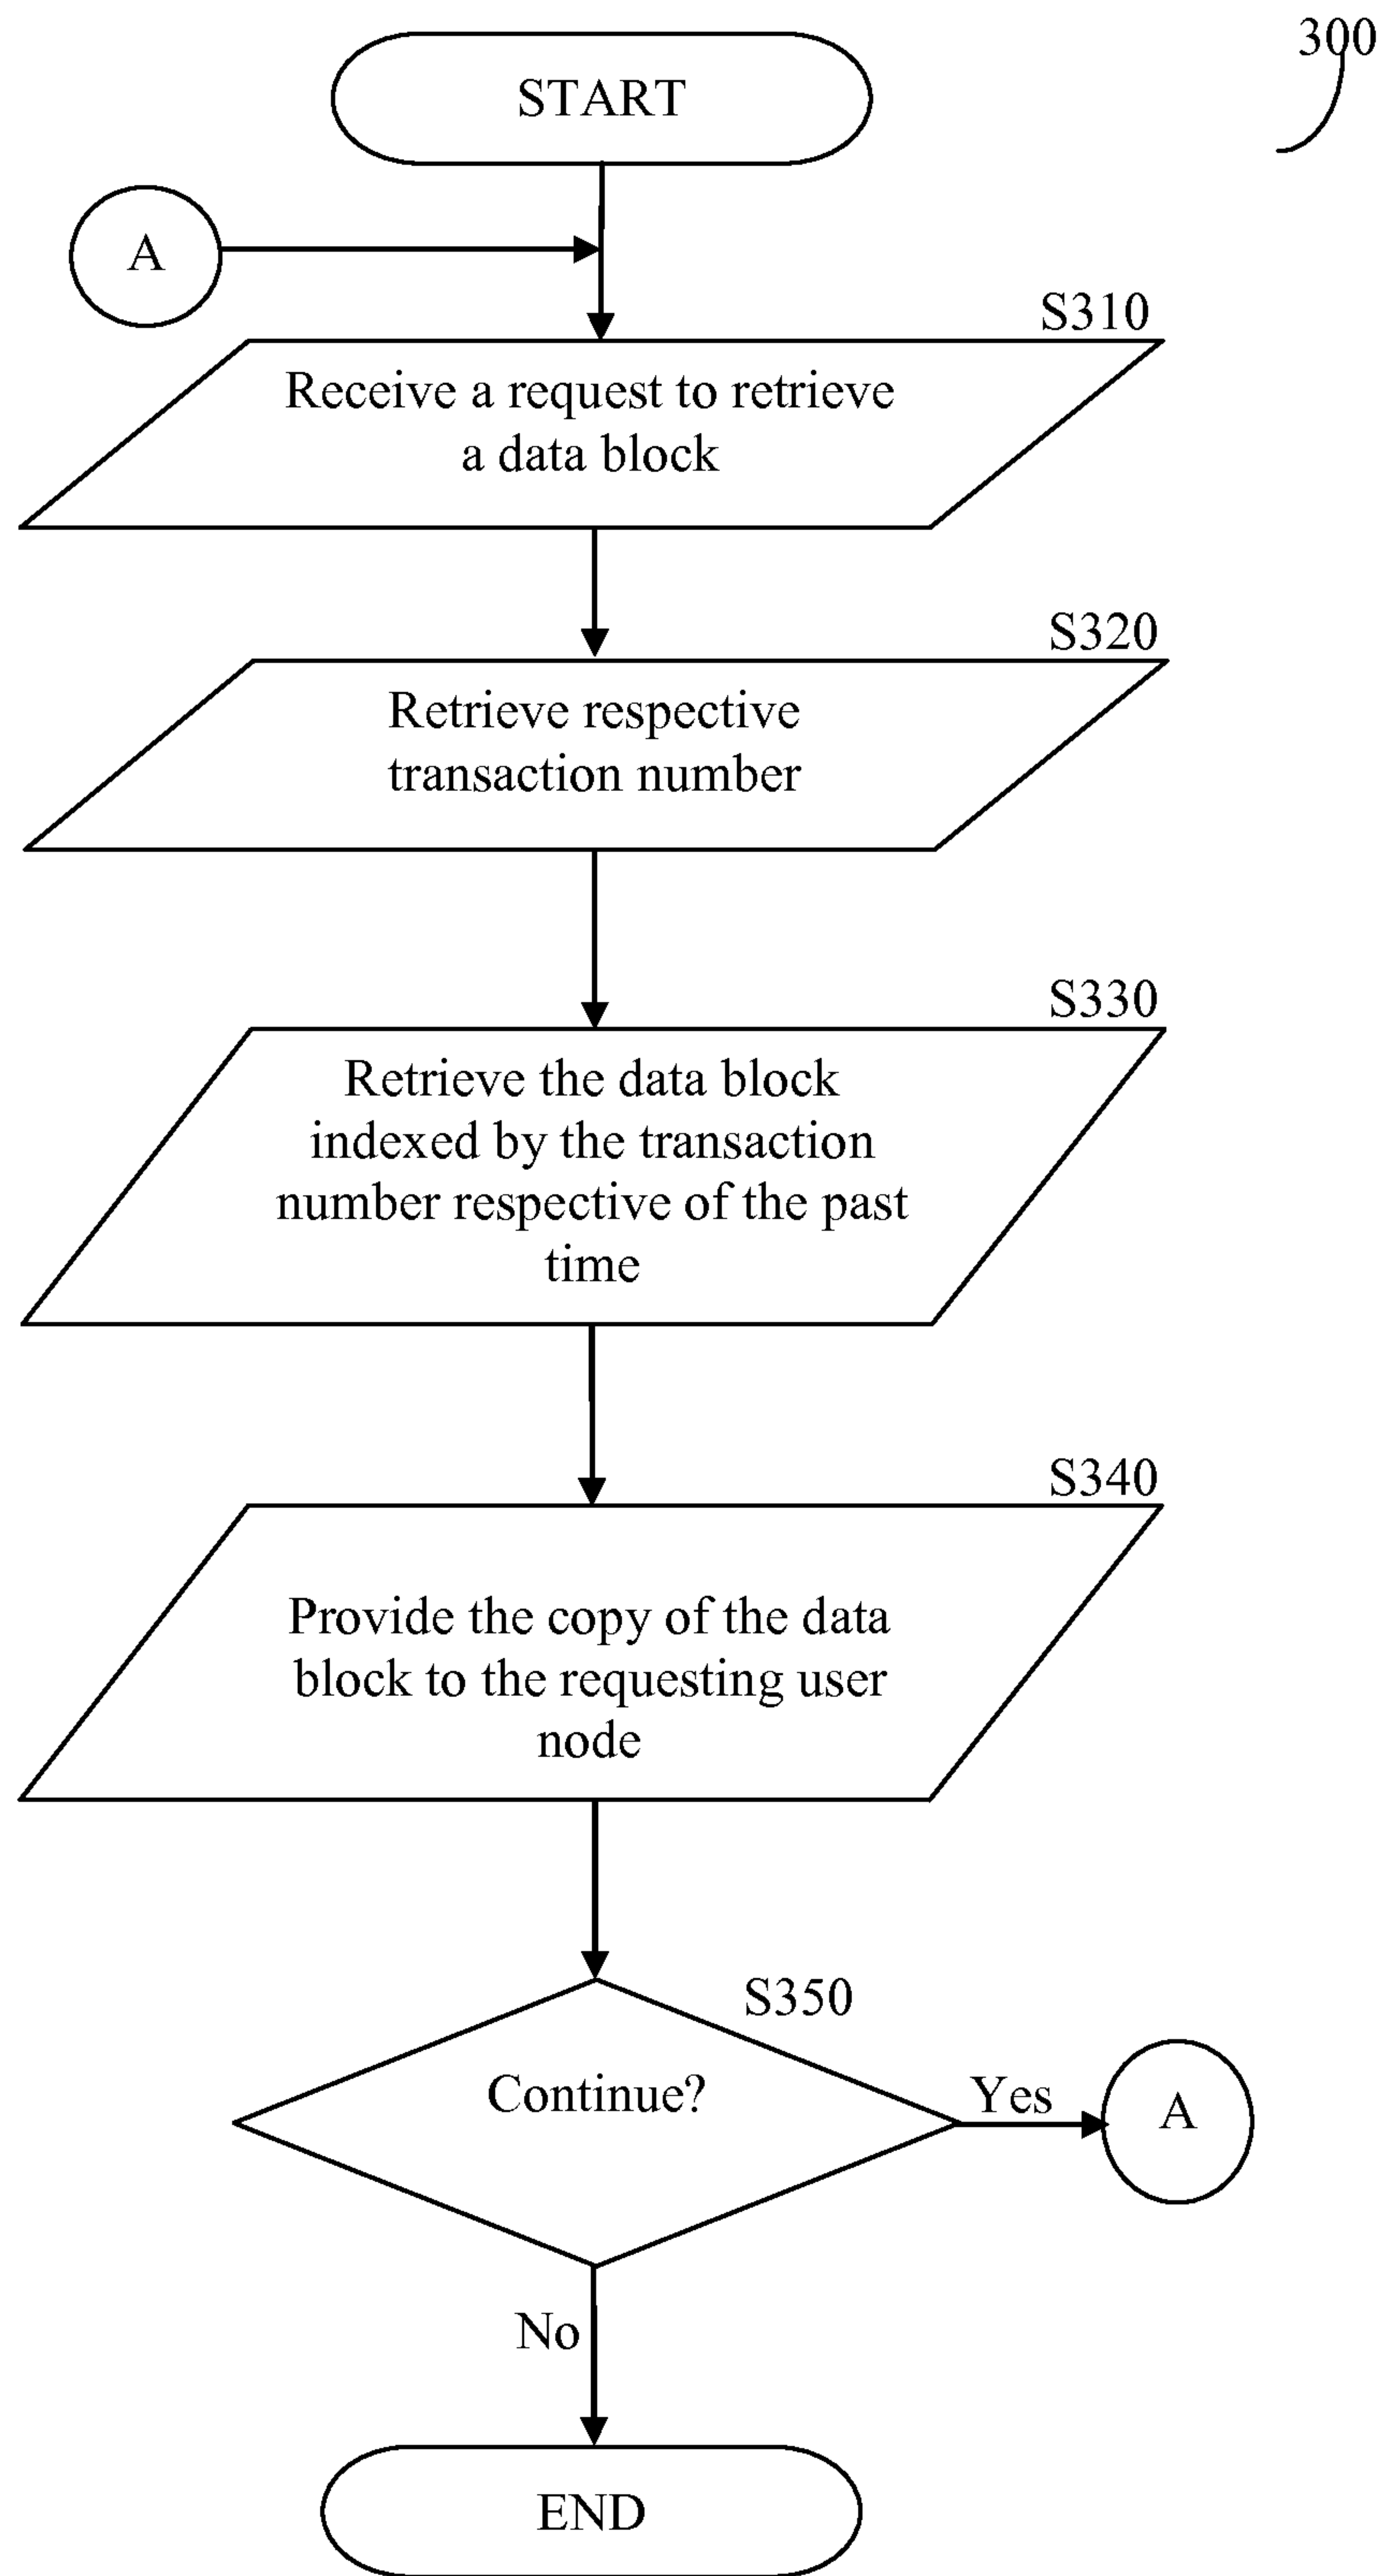 300
START
A
S310
Receive a request to retrieve
a data block
S320
Retrieve respective
transaction number
S330
Retrieve the data block
indexed by the transaction
number respective of the past
time
S340
Provide the copy of the data
block to the requesting user
node
S350
Continue?
Yes
A
No
END